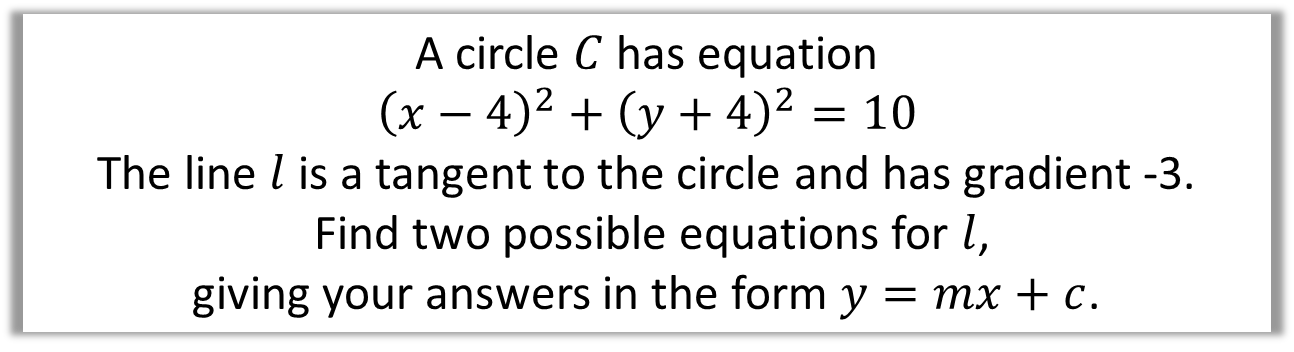 A circle C has equation
(x − 4)² + (y + 4)² = 10
The line l is a tangent to the circle and has gradient -3.
Find two possible equations for l,
giving your answers in the form y = mx + c.